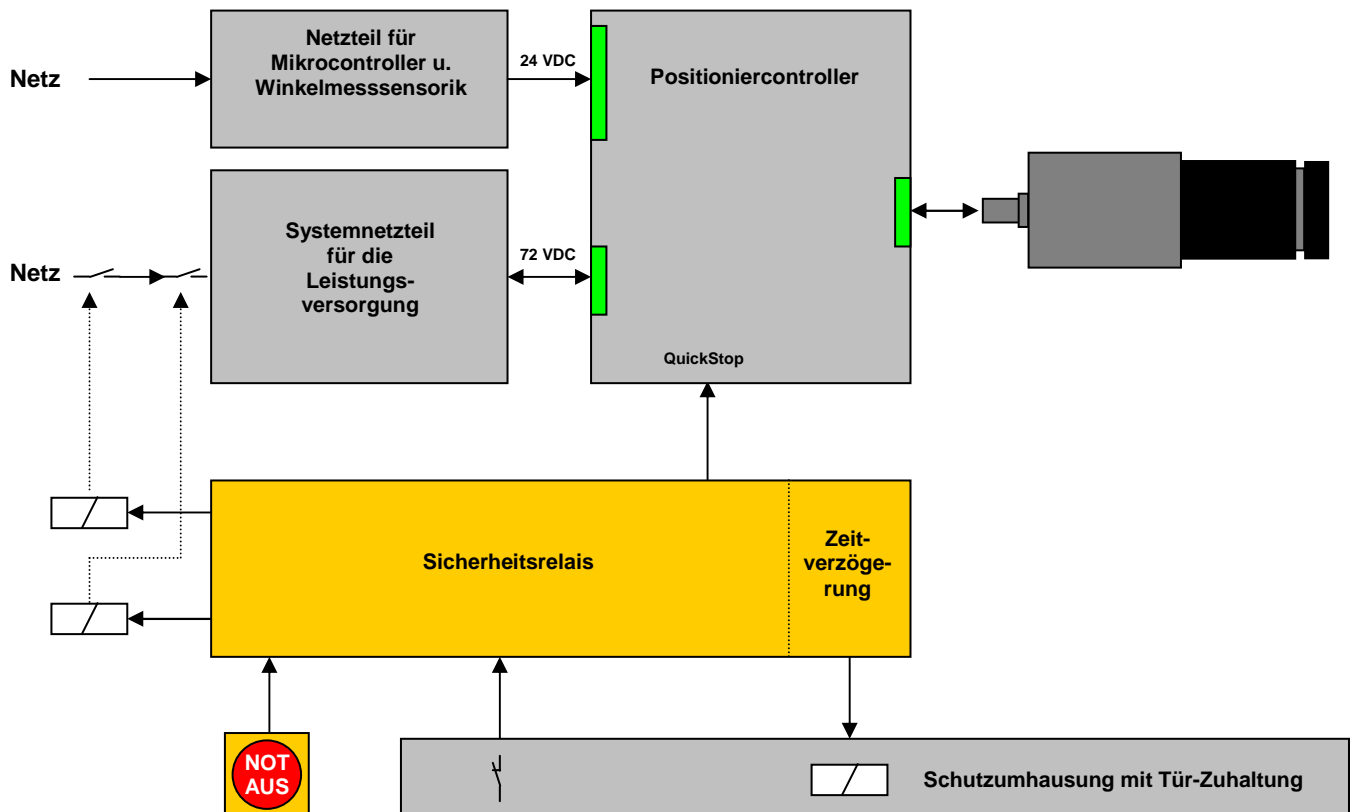 Netz
Netzteil für
Mikrocontroller u.
Winkelmesssensorik
24 VDC
Positioniercontroller
Netz
Systemnetzteil
für die
Leistungs-
versorgung
72 VDC
QuickStop
Sicherheitsrelais
Zeit-
verzöge-
rung
NOT
AUS
Schutzumhausung mit Tür-Zuhaltung